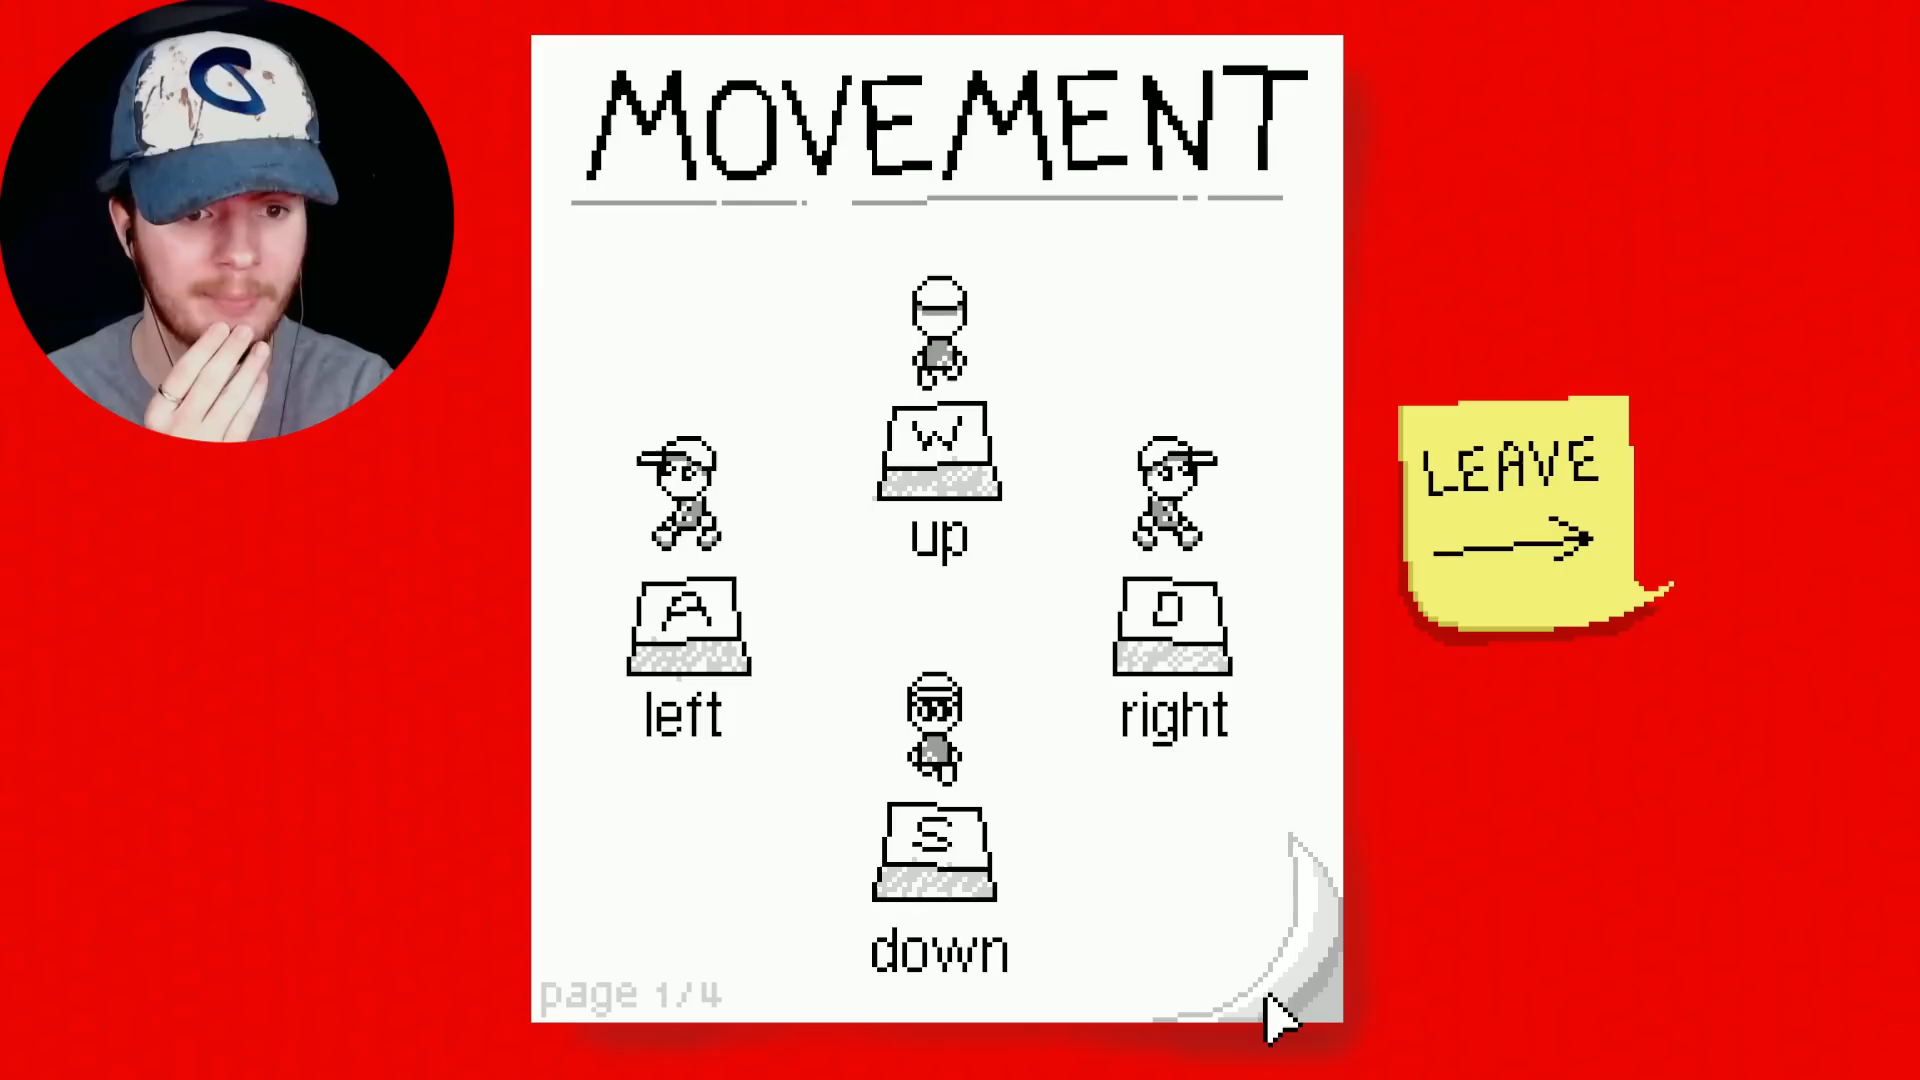 MOVEMENT
W
up
LEAVE
A
D
left
right
S
down
page 1/4